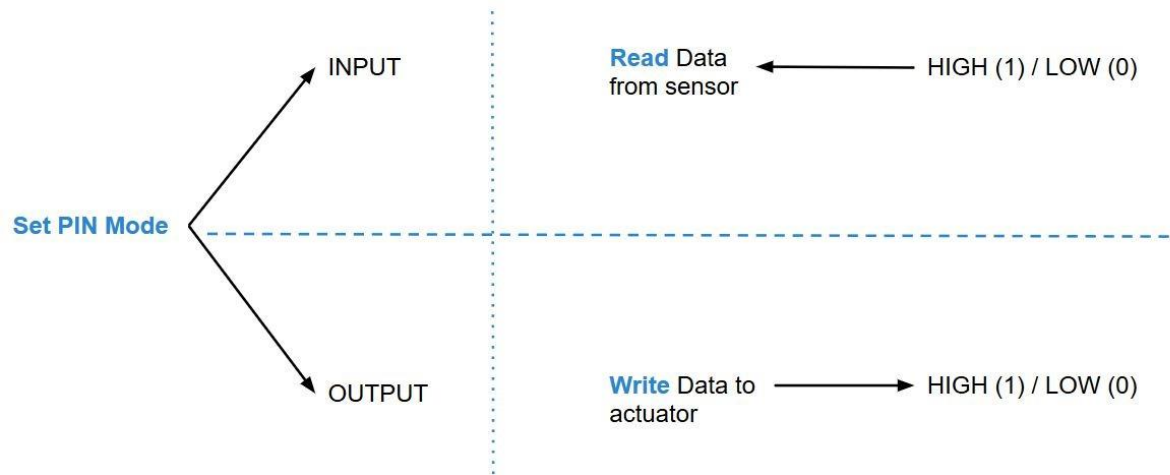 INPUT
Read Data
from sensor
HIGH (1) / LOW (0)
Set PIN Mode
OUTPUT
Write Data to
actuator
HIGH (1) / LOW (0)